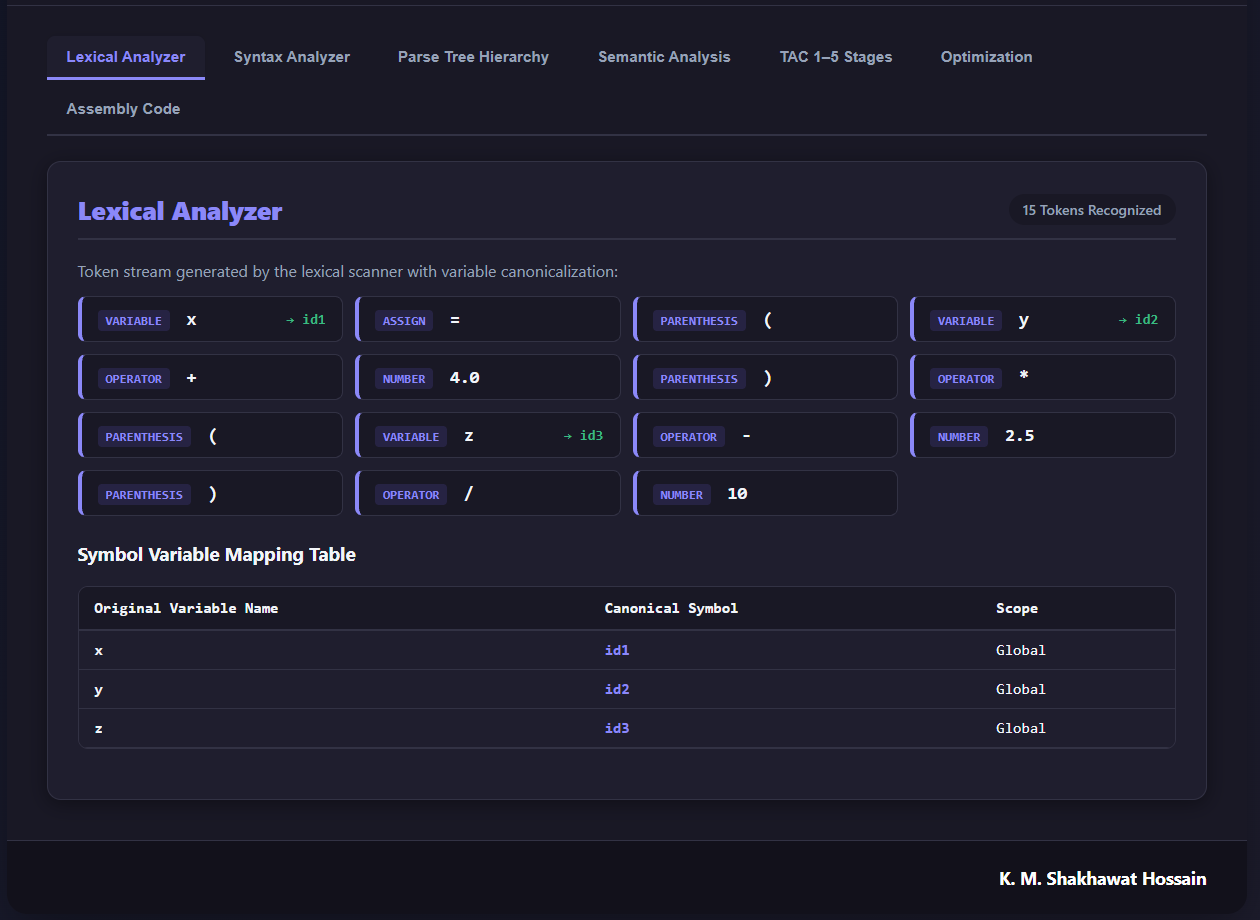 Lexical Analyzer Syntax Analyzer Parse Tree Hierarchy Semantic Analysis TAC 1–5 Stages Optimization
Assembly Code
Lexical Analyzer 15 Tokens Recognized
Token stream generated by the lexical scanner with variable canonicalization:
VARIABLE x → id1 ASSIGN = PARENTHESIS ( VARIABLE y → id2
OPERATOR + NUMBER 4.0 PARENTHESIS ) OPERATOR *
PARENTHESIS ( VARIABLE z → id3 OPERATOR - NUMBER 2.5
PARENTHESIS ) OPERATOR / NUMBER 10
Symbol Variable Mapping Table
Original Variable Name Canonical Symbol Scope
x id1 Global
y id2 Global
z id3 Global
K. M. Shakhawat Hossain